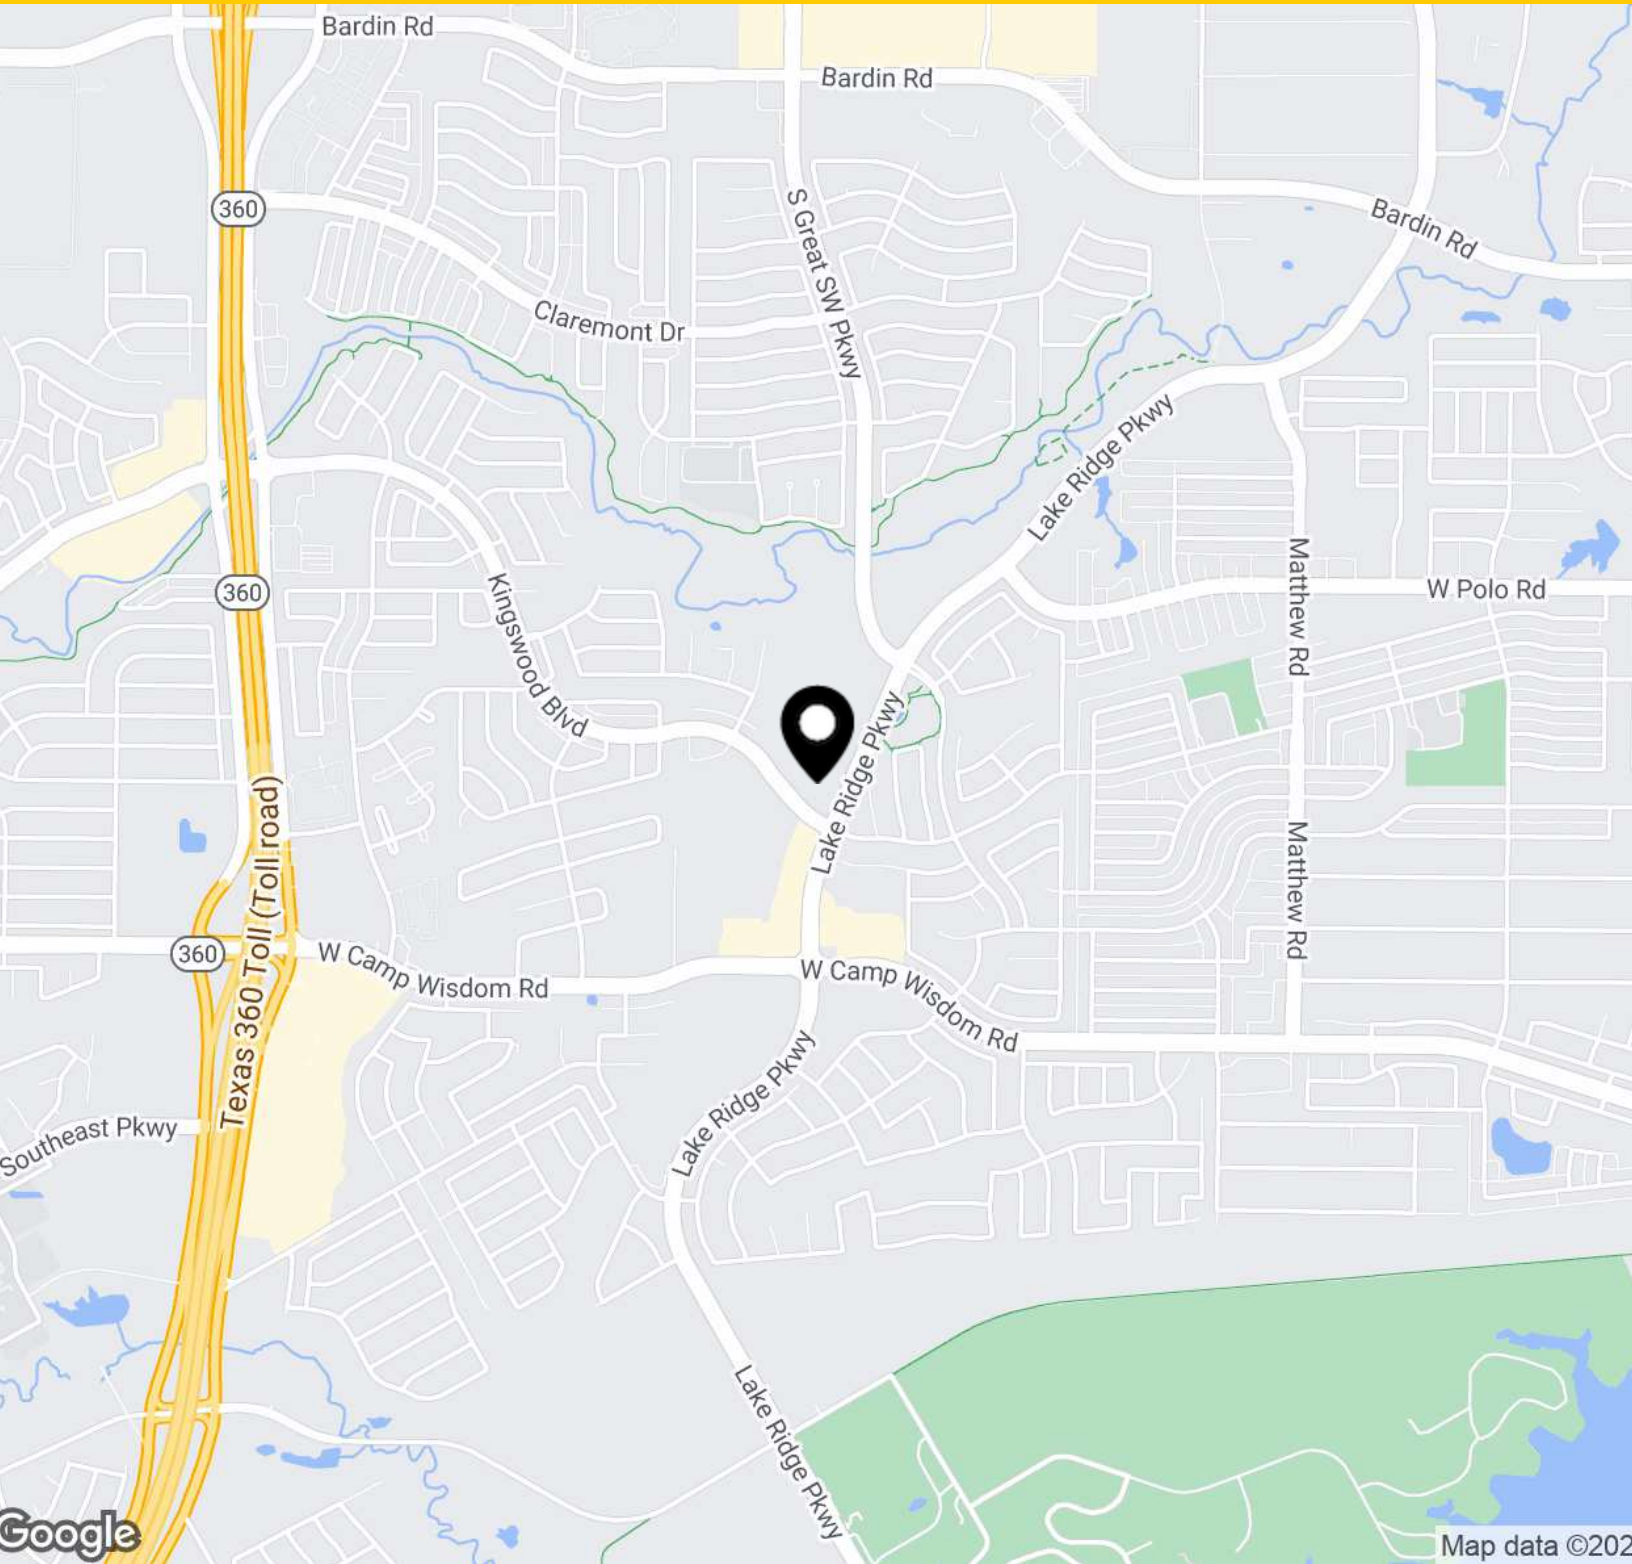 Bardin Rd
Bardin Rd
360
S Great SW Pkwy
Bardin Rd
Claremont Dr
Lake Ridge Pkwy
360
Kingswood Blvd
Matthew Rd
W Polo Rd
Lake Ridge Pkwy
Texas 360 Toll (Toll road)
Matthew Rd
360
W Camp Wisdom Rd
W Camp Wisdom Rd
Lake Ridge Pkwy
Southeast Pkwy
Lake Ridge Pkwy
Google
Map data ©202